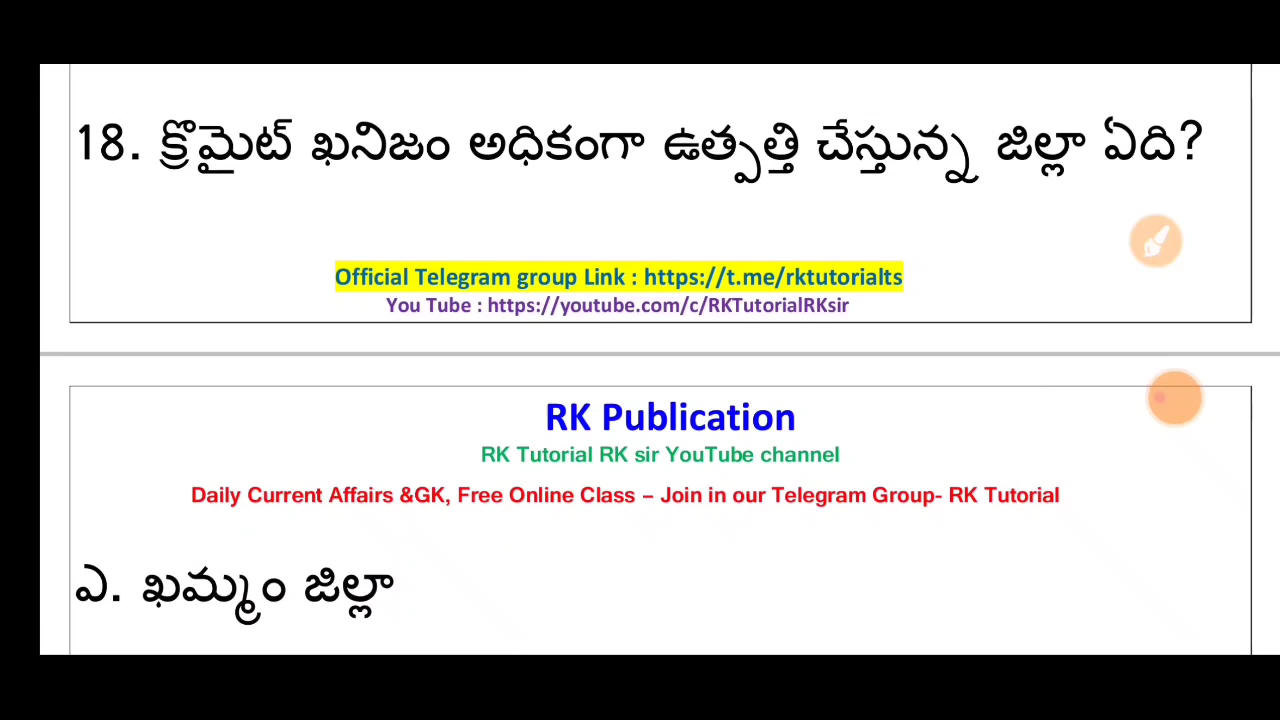 18. క్రొమైట్ ఖనిజం అధికంగా ఉత్పత్తి చేస్తున్న జిల్లా ఏది?
Official Telegram group Link : https://t.me/rktutorialts
You Tube : https://youtube.com/c/RKTutorialRKsir
RK Publication
RK Tutorial RK sir YouTube channel
Daily Current Affairs &GK, Free Online Class – Join in our Telegram Group- RK Tutorial
ఎ. ఖమ్మం జిల్లా